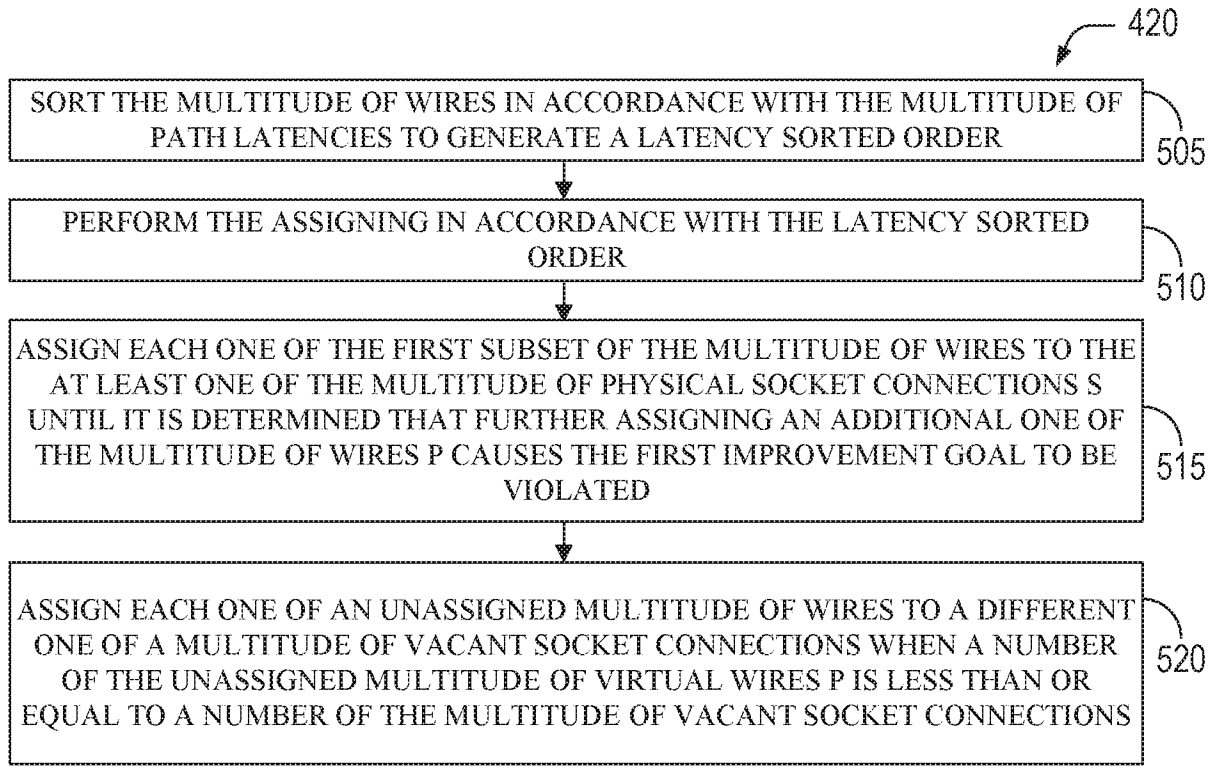 420
SORT THE MULTITUDE OF WIRES IN ACCORDANCE WITH THE MULTITUDE OF
PATH LATENCIES TO GENERATE A LATENCY SORTED ORDER
505
PERFORM THE ASSIGNING IN ACCORDANCE WITH THE LATENCY SORTED
ORDER
510
ASSIGN EACH ONE OF THE FIRST SUBSET OF THE MULTITUDE OF WIRES TO THE
AT LEAST ONE OF THE MULTITUDE OF PHYSICAL SOCKET CONNECTIONS S
UNTIL IT IS DETERMINED THAT FURTHER ASSIGNING AN ADDITIONAL ONE OF
THE MULTITUDE OF WIRES P CAUSES THE FIRST IMPROVEMENT GOAL TO BE
VIOLATED
515
ASSIGN EACH ONE OF AN UNASSIGNED MULTITUDE OF WIRES TO A DIFFERENT
ONE OF A MULTITUDE OF VACANT SOCKET CONNECTIONS WHEN A NUMBER
OF THE UNASSIGNED MULTITUDE OF VIRTUAL WIRES P IS LESS THAN OR
EQUAL TO A NUMBER OF THE MULTITUDE OF VACANT SOCKET CONNECTIONS
520